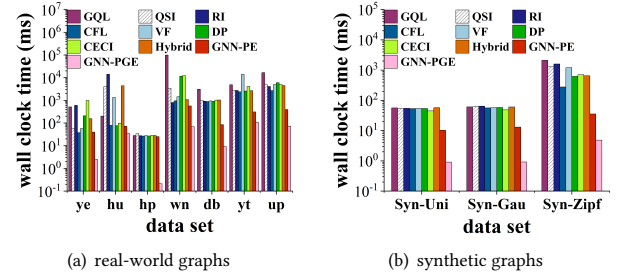 GQL QSI RI
CFL VF DP
CECI Hybrid GNN-PE
GNN-PGE
wall clock time (ms)
10^7
10^6
10^5
10^4
10^3
10^2
10^1
10^0
10^-1
ye hu hp wn db yt up
data set
(a) real-world graphs
GQL QSI RI
CFL VF DP
CECI Hybrid GNN-PE
GNN-PGE
wall clock time (ms)
10^5
10^4
10^3
10^2
10^1
10^0
10^-1
Syn-Uni Syn-Gau Syn-Zipf
data set
(b) synthetic graphs